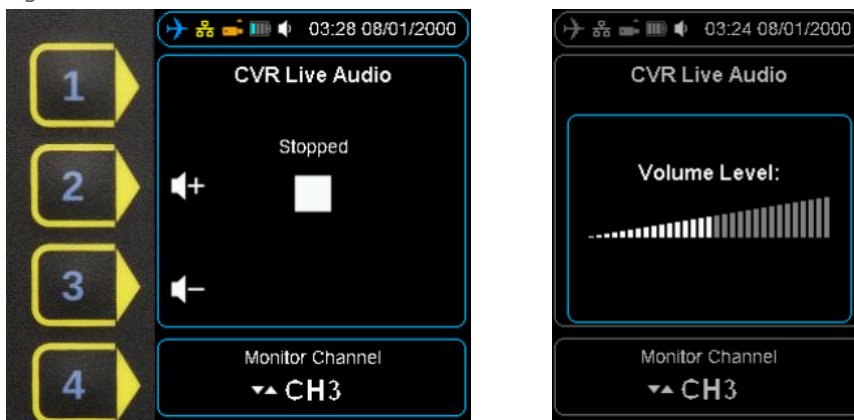 03:28 08/01/2000
CVR Live Audio
1
Stopped
2
+
3
−
Monitor Channel
4
CH3
03:24 08/01/2000
CVR Live Audio
Volume Level:
Monitor Channel
CH3